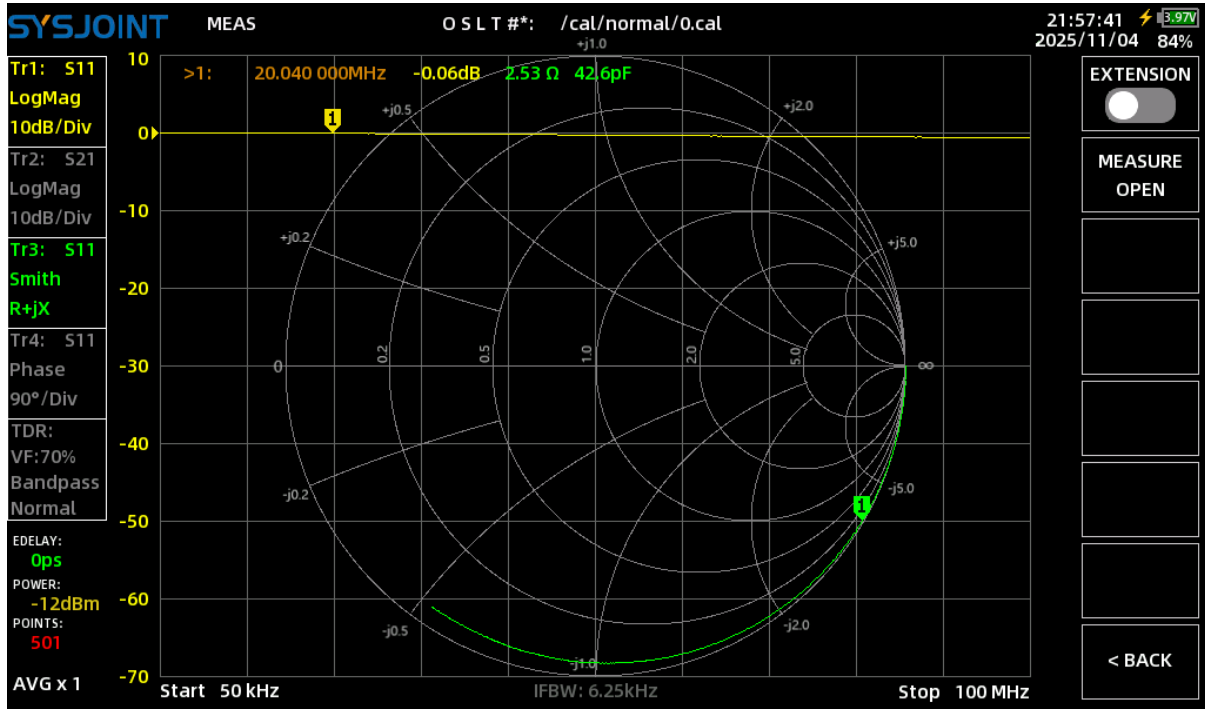 SYSJOINT MEAS O S L T #*: /cal/normal/0.cal 21:57:41 3.97V
2025/11/04 84%
Tr1: S11
LogMag
10dB/Div
Tr2: S21
LogMag
10dB/Div
Tr3: S11
Smith
R+jX
Tr4: S11
Phase
90°/Div
TDR:
VF:70%
Bandpass
Normal
EDELAY:
0ps
POWER:
-12dBm
POINTS:
501
AVG x 1
10
0
-10
-20
-30
-40
-50
-60
-70
>1: 20.040 000MHz -0.06dB 2.53 Ω 42.6pF
+j1.0
+j0.5
+j2.0
1
+j0.2
+j5.0
0
0.2
0.5
1.0
2.0
5.0
∞
-j0.2
-j5.0
1
-j0.5
-j2.0
-j1.0
Start 50 kHz IFBW: 6.25kHz Stop 100 MHz
EXTENSION
MEASURE
OPEN
< BACK